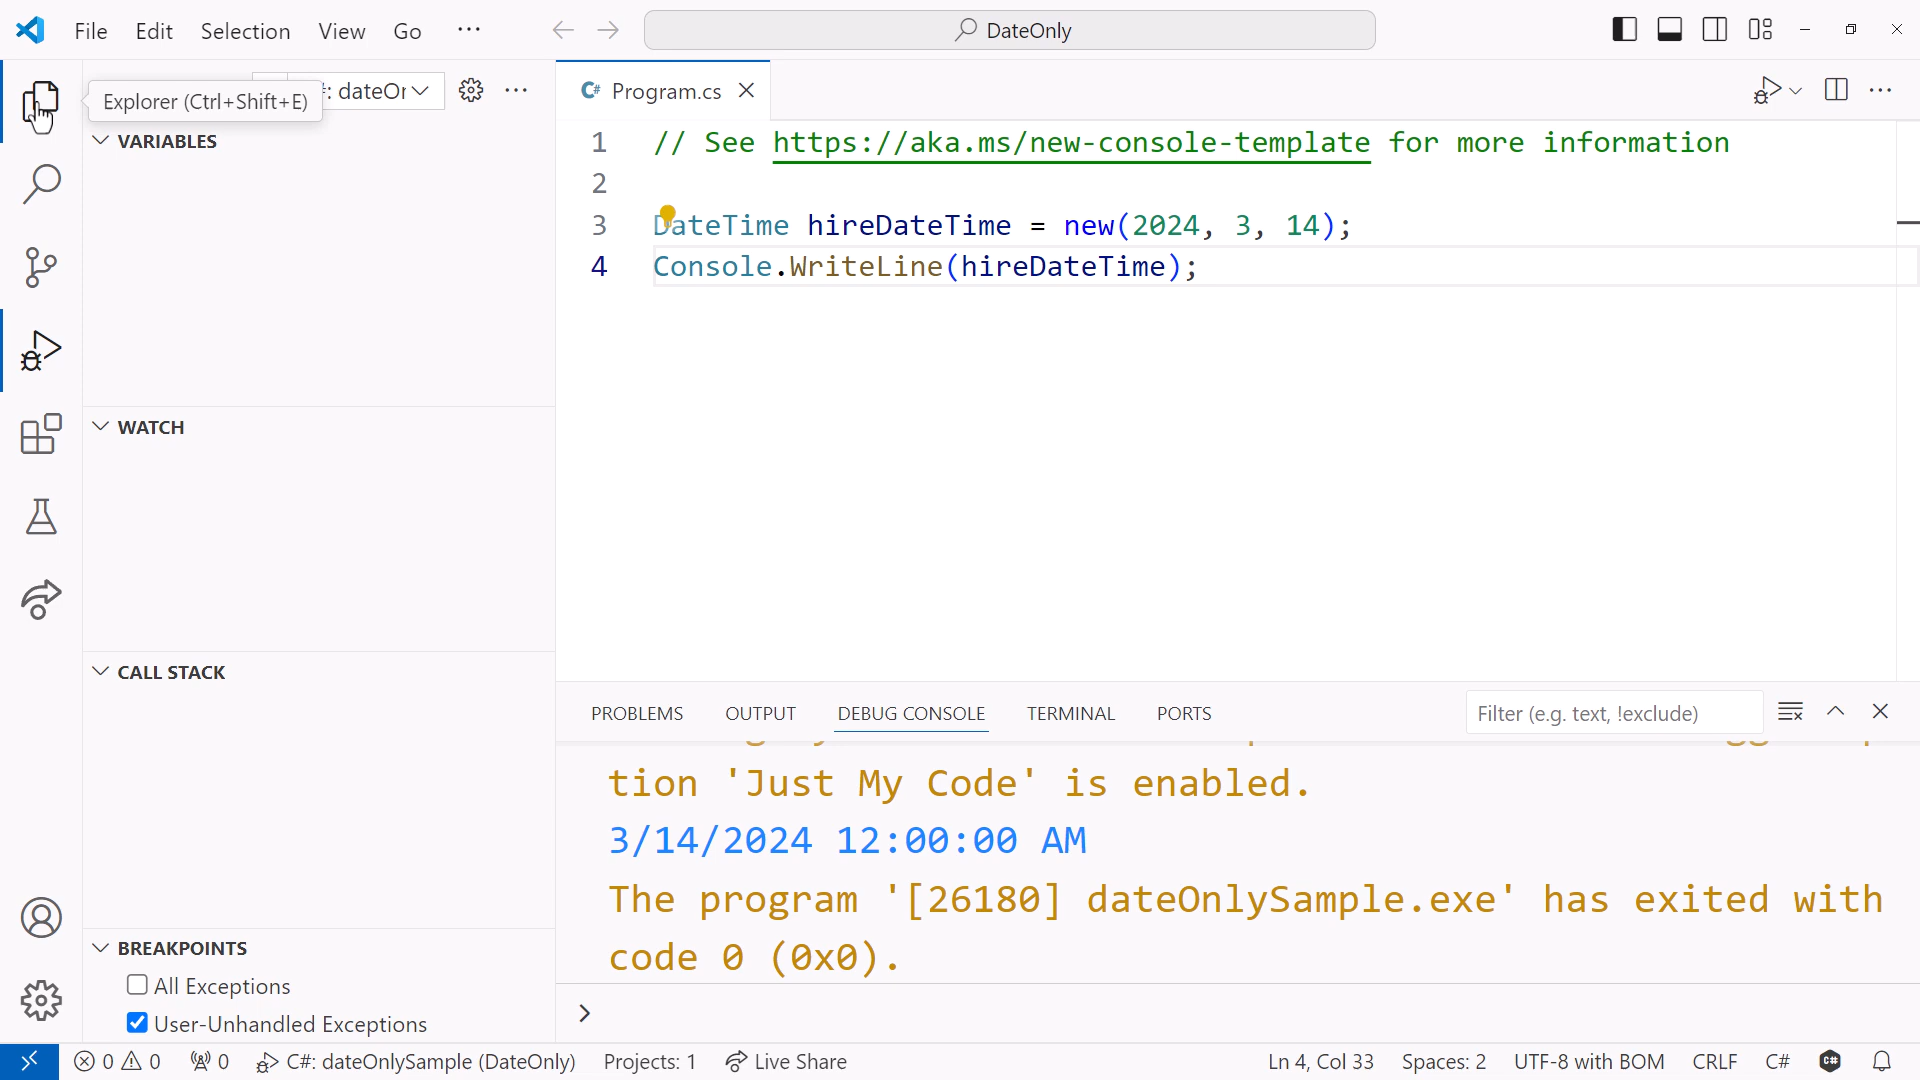 File Edit Selection View Go ···
DateOnly
Explorer (Ctrl+Shift+E)
: dateOr
Program.cs
VARIABLES
WATCH
CALL STACK
BREAKPOINTS
All Exceptions
User-Unhandled Exceptions
1 // See https://aka.ms/new-console-template for more information
2
3 DateTime hireDateTime = new(2024, 3, 14);
4 Console.WriteLine(hireDateTime);
PROBLEMS OUTPUT DEBUG CONSOLE TERMINAL PORTS
Filter (e.g. text, !exclude)
tion 'Just My Code' is enabled.
3/14/2024 12:00:00 AM
The program '[26180] dateOnlySample.exe' has exited with
code 0 (0x0).
>
0 0 0 C#: dateOnlySample (DateOnly) Projects: 1 Live Share Ln 4, Col 33 Spaces: 2 UTF-8 with BOM CRLF C#